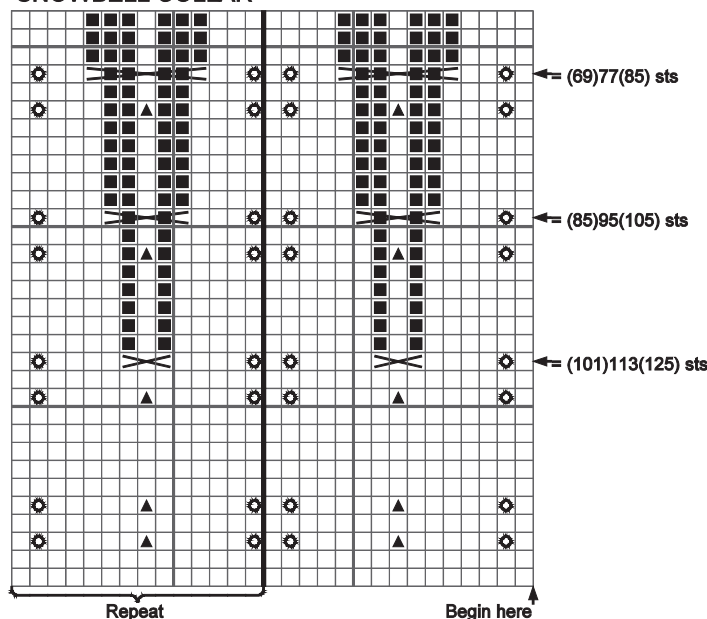 SNOWBELL COLLAR
= (69)77(85) sts
= (85)95(105) sts
= (101)113(125) sts
Repeat
Begin here